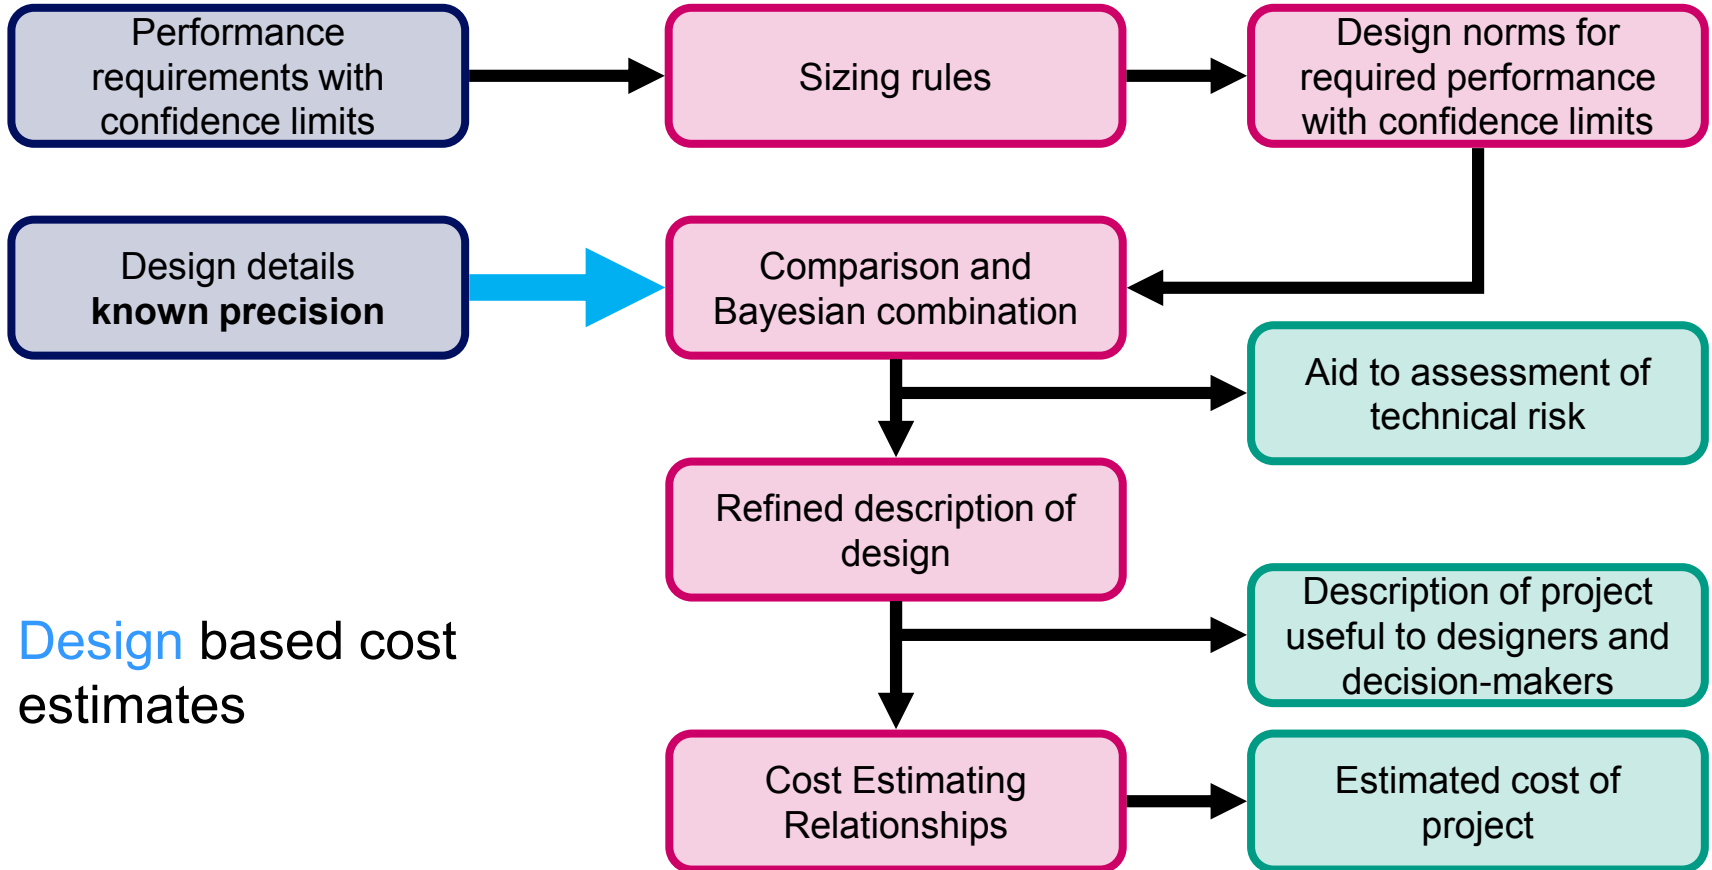 Performance
requirements with
confidence limits
Sizing rules
Design norms for
required performance
with confidence limits
Design details
known precision
Comparison and
Bayesian combination
Aid to assessment of
technical risk
Refined description of
design
Description of project
useful to designers and
decision-makers
Design based cost
estimates
Cost Estimating
Relationships
Estimated cost of
project